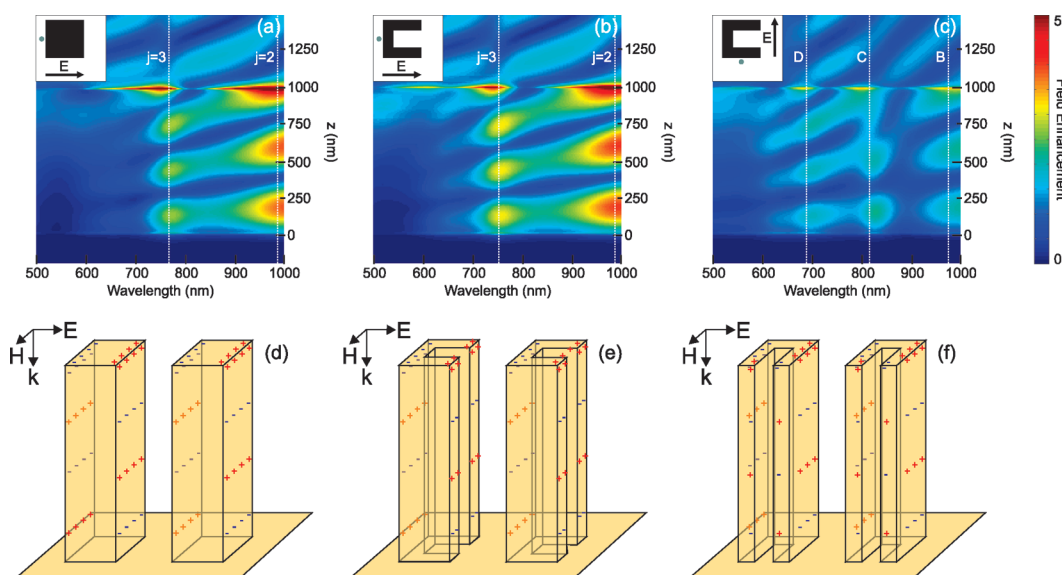 (a)
E
j=3
j=2
1250
1000
750
500
250
0
z (nm)
500 600 700 800 900 1000
Wavelength (nm)
(b)
E
j=3
j=2
1250
1000
750
500
250
0
z (nm)
500 600 700 800 900 1000
Wavelength (nm)
(c)
E
D C B
1250
1000
750
500
250
0
z (nm)
500 600 700 800 900 1000
Wavelength (nm)
5
Field Enhancement
0
E
H
k
(d)
E
H
k
(e)
E
H
k
(f)